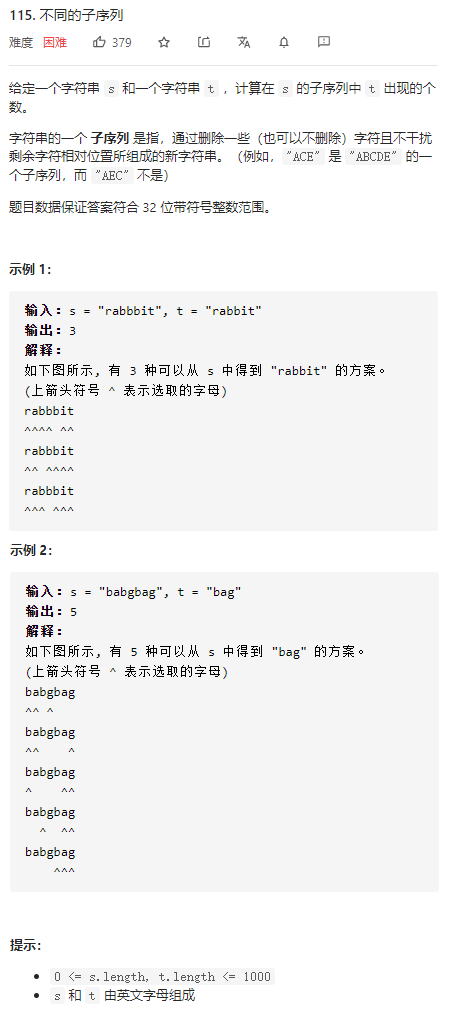 115. 不同的子序列
难度 困难 379
给定一个字符串 s 和一个字符串 t ，计算在 s 的子序列中 t 出现的个
数。
字符串的一个 子序列 是指，通过删除一些（也可以不删除）字符且不干扰
剩余字符相对位置所组成的新字符串。（例如，"ACE" 是 "ABCDE" 的一
个子序列，而 "AEC" 不是）
题目数据保证答案符合 32 位带符号整数范围。
示例 1：
输入：s = "rabbbit", t = "rabbit"
输出：3
解释：
如下图所示, 有 3 种可以从 s 中得到 "rabbit" 的方案。
(上箭头符号 ^ 表示选取的字母)
rabbbit
^^^^ ^^
rabbbit
^^ ^^^^
rabbbit
^^^ ^^^
示例 2：
输入：s = "babgbag", t = "bag"
输出：5
解释：
如下图所示, 有 5 种可以从 s 中得到 "bag" 的方案。
(上箭头符号 ^ 表示选取的字母)
babgbag
^^ ^
babgbag
^^    ^
babgbag
^    ^^
babgbag
  ^  ^^
babgbag
    ^^^
提示：
• 0 <= s.length, t.length <= 1000
• s 和 t 由英文字母组成